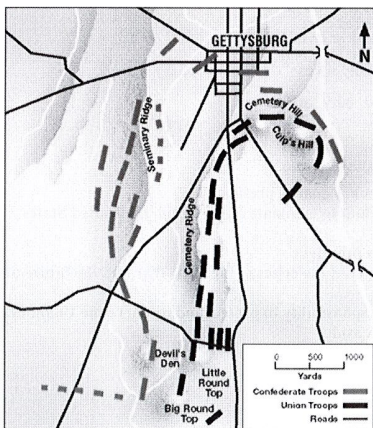 GETTYSBURG
N
Cemetery Hill
Culp's Hill
Seminary Ridge
Cemetery Ridge
Devil's
Den
Little
Round
Top
Big Round
Top
0 500 1000
Yards
Confederate Troops
Union Troops
Roads